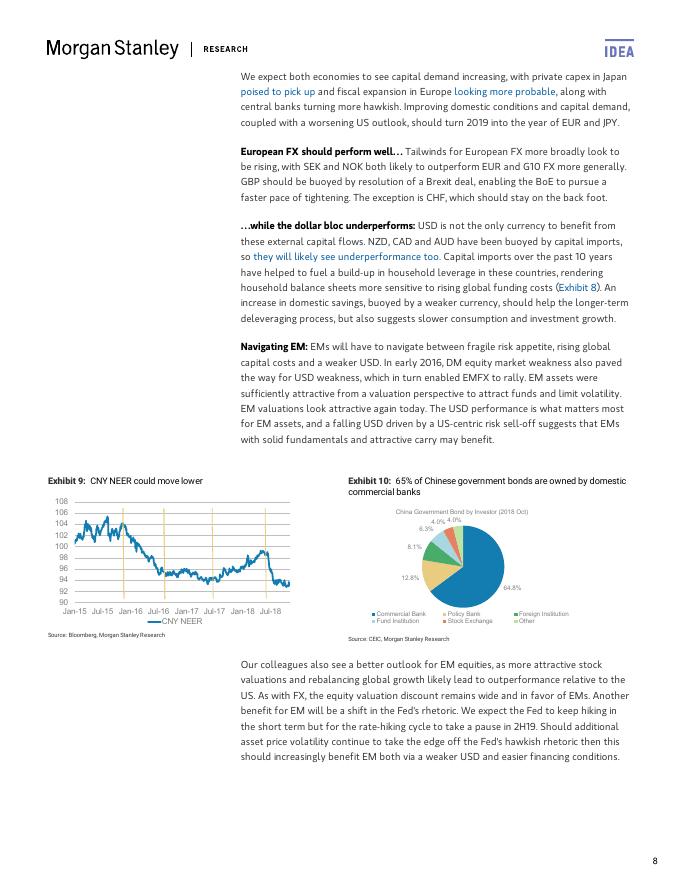 Morgan Stanley | RESEARCH
IDEA
We expect both economies to see capital demand increasing, with private capex in Japan
poised to pick up and fiscal expansion in Europe looking more probable, along with
central banks turning more hawkish. Improving domestic conditions and capital demand,
coupled with a worsening US outlook, should turn 2019 into the year of EUR and JPY.
European FX should perform well... Tailwinds for European FX more broadly look to
be rising, with SEK and NOK both likely to outperform EUR and G10 FX more generally.
GBP should be buoyed by resolution of a Brexit deal, enabling the BoE to pursue a
faster pace of tightening. The exception is CHF, which should stay on the back foot.
...while the dollar bloc underperforms: USD is not the only currency to benefit from
these external capital flows. NZD, CAD and AUD have been buoyed by capital imports,
so they will likely see underperformance too. Capital imports over the past 10 years
have helped to fuel a build-up in household leverage in these countries, rendering
household balance sheets more sensitive to rising global funding costs (Exhibit 8). An
increase in domestic savings, buoyed by a weaker currency, should help the longer-term
deleveraging process, but also suggests slower consumption and investment growth.
Navigating EM: EMs will have to navigate between fragile risk appetite, rising global
capital costs and a weaker USD. In early 2016, DM equity market weakness also paved
the way for USD weakness, which in turn enabled EMFX to rally. EM assets were
sufficiently attractive from a valuation perspective to attract funds and limit volatility.
EM valuations look attractive again today. The USD performance is what matters most
for EM assets, and a falling USD driven by a US-centric risk sell-off suggests that EMs
with solid fundamentals and attractive carry may benefit.
Exhibit 9: CNY NEER could move lower
108
106
104
102
100
98
96
94
92
90
Jan-15 Jul-15 Jan-16 Jul-16 Jan-17 Jul-17 Jan-18 Jul-18
CNY NEER
Source: Bloomberg, Morgan Stanley Research
Exhibit 10: 65% of Chinese government bonds are owned by domestic
commercial banks
China Government Bond by Investor (2018 Oct)
4.0% 4.0%
6.3%
8.1%
12.8%
64.8%
Commercial Bank Policy Bank Foreign Institution
Fund Institution Stock Exchange Other
Source: CEIC, Morgan Stanley Research
Our colleagues also see a better outlook for EM equities, as more attractive stock
valuations and rebalancing global growth likely lead to outperformance relative to the
US. As with FX, the equity valuation discount remains wide and in favor of EMs. Another
benefit for EM will be a shift in the Fed's rhetoric. We expect the Fed to keep hiking in
the short term but for the rate-hiking cycle to take a pause in 2H19. Should additional
asset price volatility continue to take the edge off the Fed's hawkish rhetoric then this
should increasingly benefit EM both via a weaker USD and easier financing conditions.
8